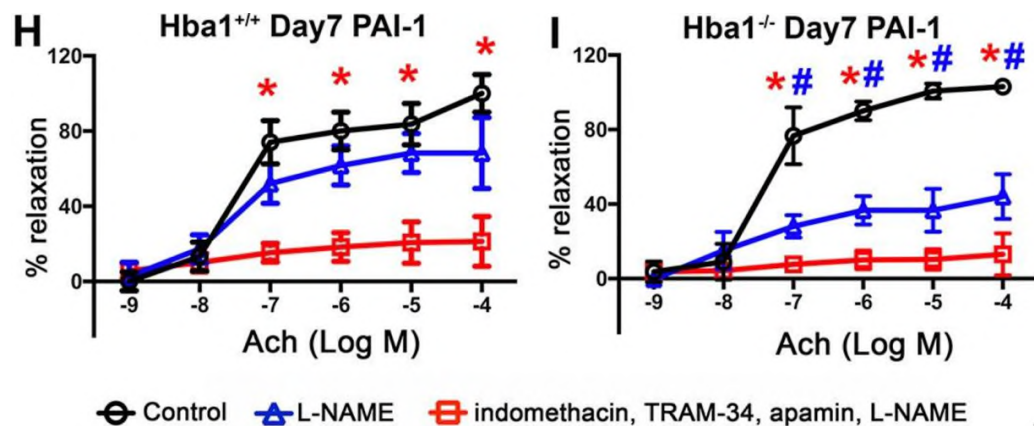 H Hba1+/+ Day7 PAI-1
120
80
40
0
% relaxation
* * * *
-9 -8 -7 -6 -5 -4
Ach (Log M)
I Hba1-/- Day7 PAI-1
120
80
40
0
% relaxation
*# *# *# *#
-9 -8 -7 -6 -5 -4
Ach (Log M)
Control L-NAME indomethacin, TRAM-34, apamin, L-NAME